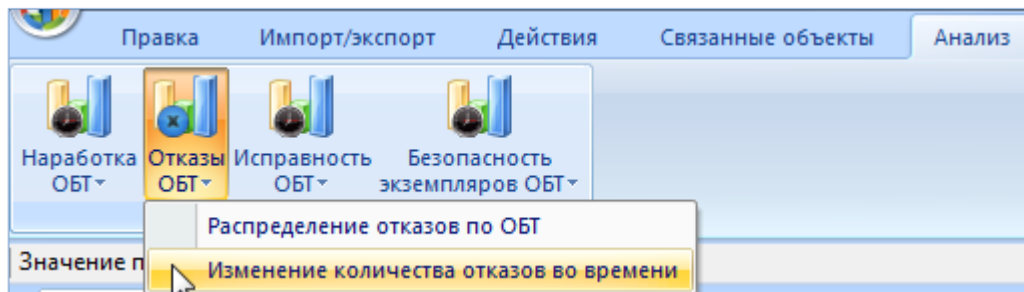 Правка Импорт/экспорт Действия Связанные объекты Анализ
Наработка ОБТ
Отказы ОБТ
Исправность ОБТ
Безопасность экземпляров ОБТ
Распределение отказов по ОБТ
Значение п
Изменение количества отказов во времени